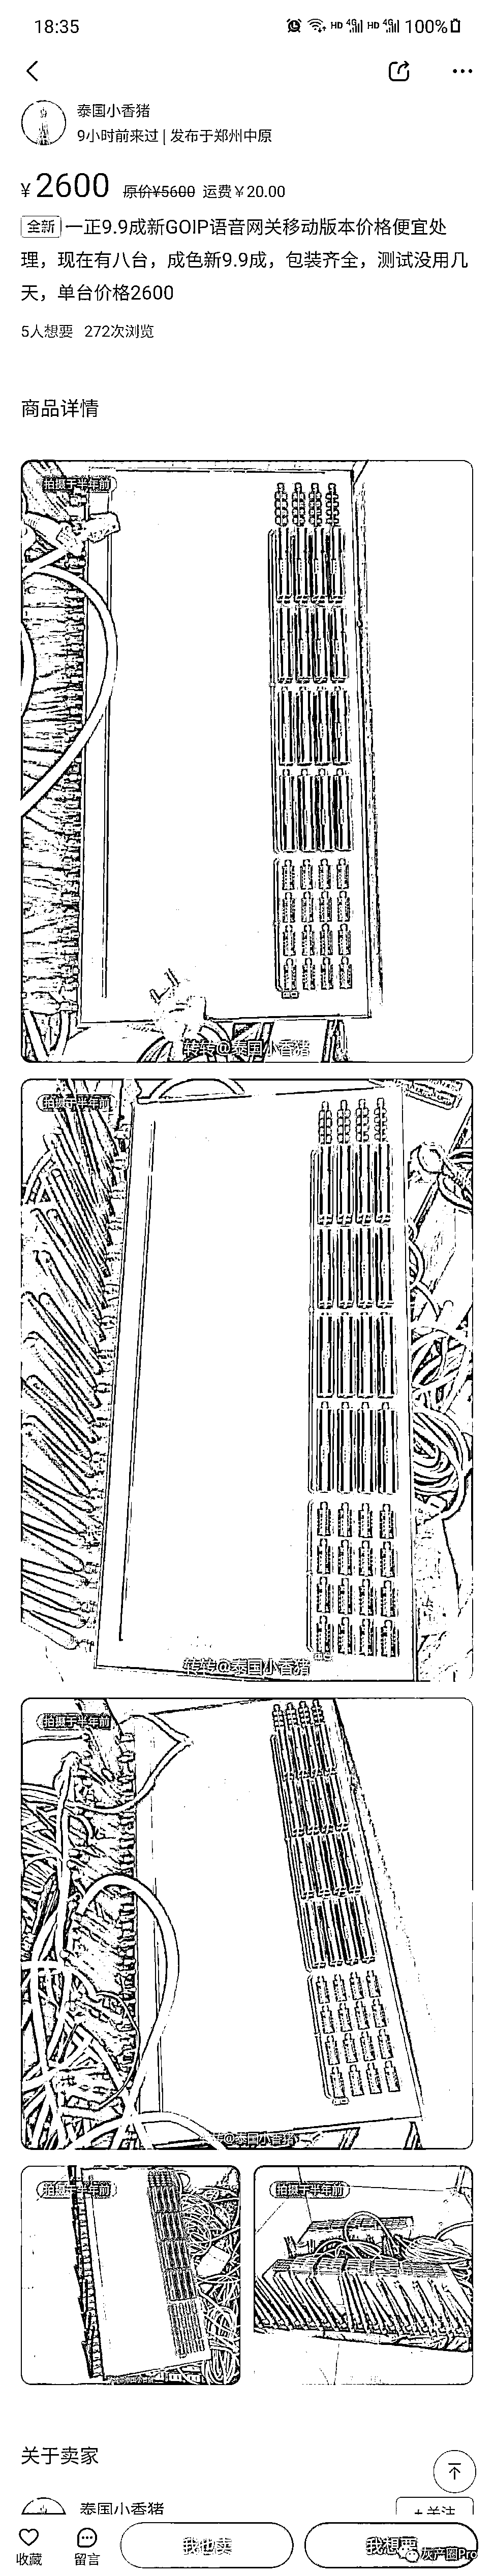 18:35
HD 4G HD 4G 100%
泰国小香猪
9小时前来过 | 发布于郑州中原
¥2600 原价¥5600 运费¥20.00
全新 一正9.9成新GOIP语音网关移动版本价格便宜处
理，现在有八台，成色新9.9成，包装齐全，测试没用几
天，单台价格2600
5人想要 272次浏览
商品详情
拍摄于半年前
转转@泰国小香猪
拍摄于半年前
转转@泰国小香猪
拍摄于半年前
转@泰国小香猪
拍摄于半年前
拍摄于半年前
关于卖家
泰国小香猪
+关注
收藏
留言
我也卖
我想要
灰产圈Pro